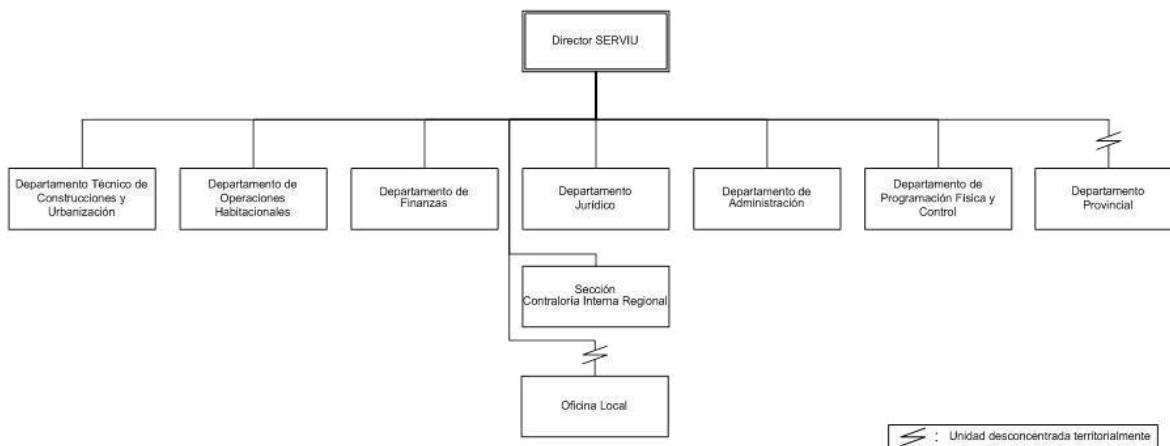 Director SERVIU
Departamento Técnico de
Construcciones y
Urbanización
Departamento de
Operaciones
Habitacionales
Departamento de
Finanzas
Departamento
Jurídico
Departamento de
Administración
Departamento de
Programación Física y
Control
Departamento
Provincial
Sección
Contraloría Interna Regional
Oficina Local
: Unidad desconcentrada territorialmente